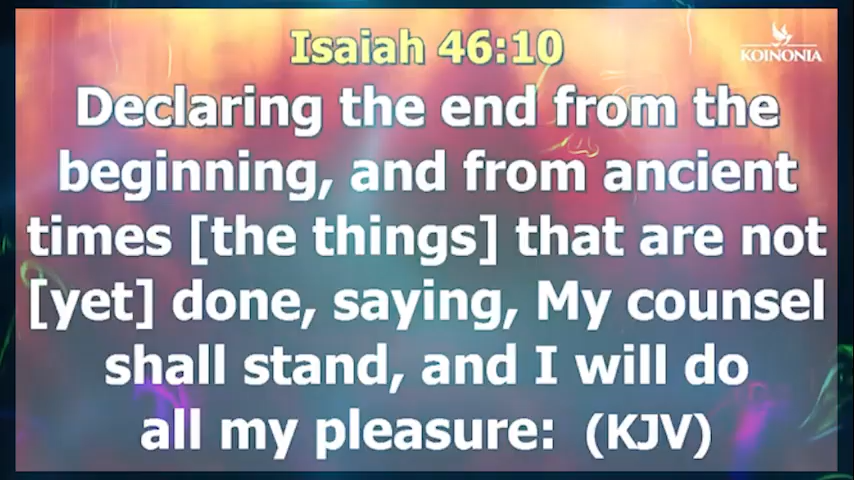 Isaiah 46:10
KOINONIA
Declaring the end from the
beginning, and from ancient
times [the things] that are not
[yet] done, saying, My counsel
shall stand, and I will do
all my pleasure: (KJV)